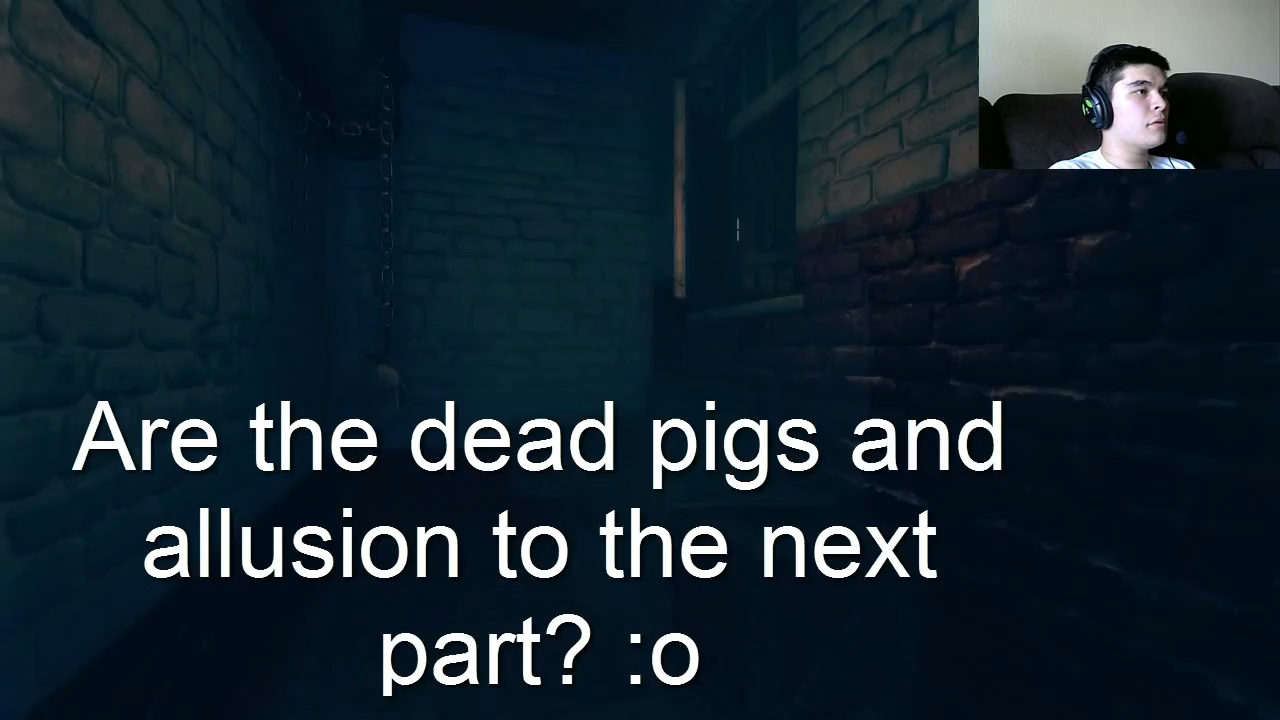 Are the dead pigs and
allusion to the next
part? :o